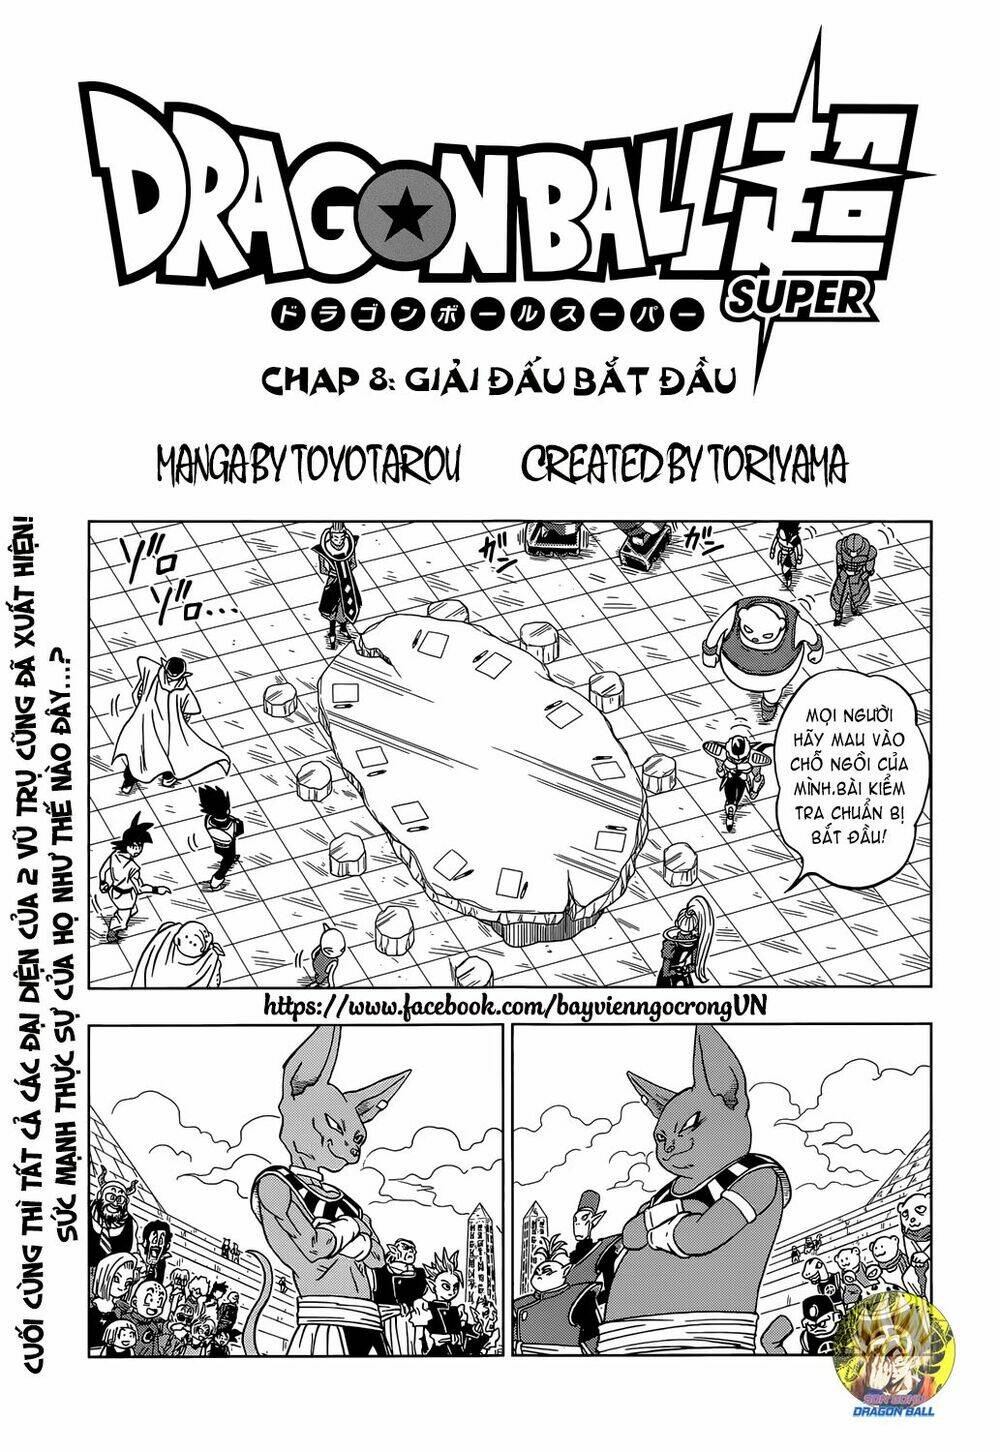 DRAGON BALL 超
SUPER
ドラゴンボールスーパー
CHAP 8: GIẢI ĐẤU BẮT ĐẦU
MANGA BY TOYOTAROU CREATED BY TORIYAMA
CUỐI CÙNG THÌ TẤT CẢ CÁC ĐẠI DIỆN CỦA 2 VŨ TRỤ CŨNG ĐÃ XUẤT HIỆN!
SỨC MẠNH THỰC SỰ CỦA HỌ NHƯ THẾ NÀO ĐÂY...?
ゾロ
ゾロ...
ガシ
ガシ
MỌI NGƯỜI
HÃY MAU VÀO
CHỖ NGỒI CỦA
MÌNH.BÀI KIỂM
TRA CHUẨN BỊ
BẮT ĐẦU!
https://www.facebook.com/bayvienngocrongVN
SON GOKU
DRAGON BALL